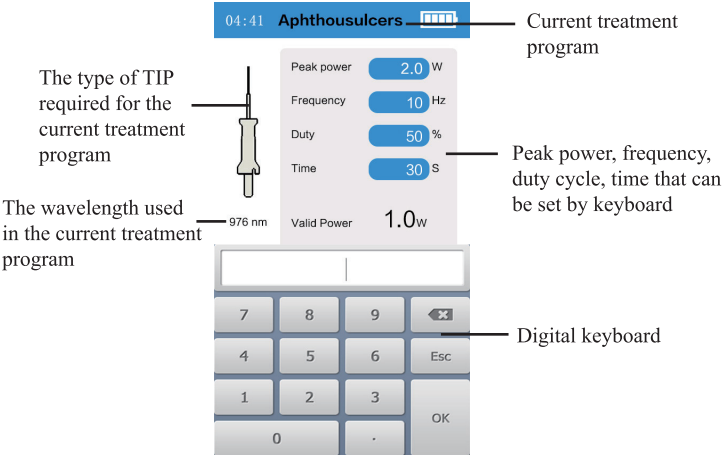 04:41 Aphthousulcers
Current treatment
program
The type of TIP
required for the
current treatment
program
Peak power 2.0 W
Frequency 10 Hz
Duty 50 %
Time 30 S
Peak power, frequency,
duty cycle, time that can
be set by keyboard
The wavelength used
in the current treatment
program
976 nm
Valid Power 1.0w
7 8 9
Digital keyboard
4 5 6 Esc
1 2 3
OK
0 .